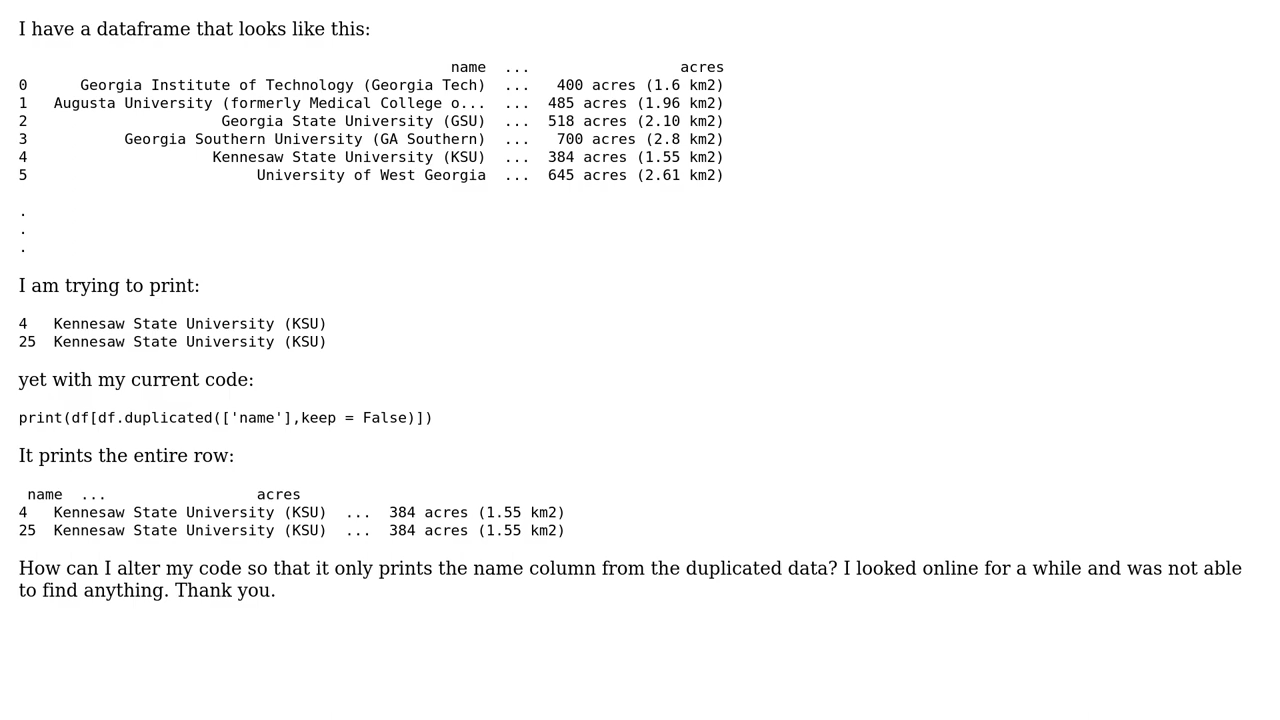 I have a dataframe that looks like this:
                                                 name  ...                 acres
0      Georgia Institute of Technology (Georgia Tech)  ...   400 acres (1.6 km2)
1   Augusta University (formerly Medical College o...  ...  485 acres (1.96 km2)
2                      Georgia State University (GSU)  ...  518 acres (2.10 km2)
3           Georgia Southern University (GA Southern)  ...   700 acres (2.8 km2)
4                     Kennesaw State University (KSU)  ...  384 acres (1.55 km2)
5                          University of West Georgia  ...  645 acres (2.61 km2)
.
.
.
I am trying to print:
4   Kennesaw State University (KSU)
25  Kennesaw State University (KSU)
yet with my current code:
print(df[df.duplicated(['name'],keep = False)])
It prints the entire row:
 name  ...                 acres
4   Kennesaw State University (KSU)  ...  384 acres (1.55 km2)
25  Kennesaw State University (KSU)  ...  384 acres (1.55 km2)
How can I alter my code so that it only prints the name column from the duplicated data? I looked online for a while and was not able
to find anything. Thank you.